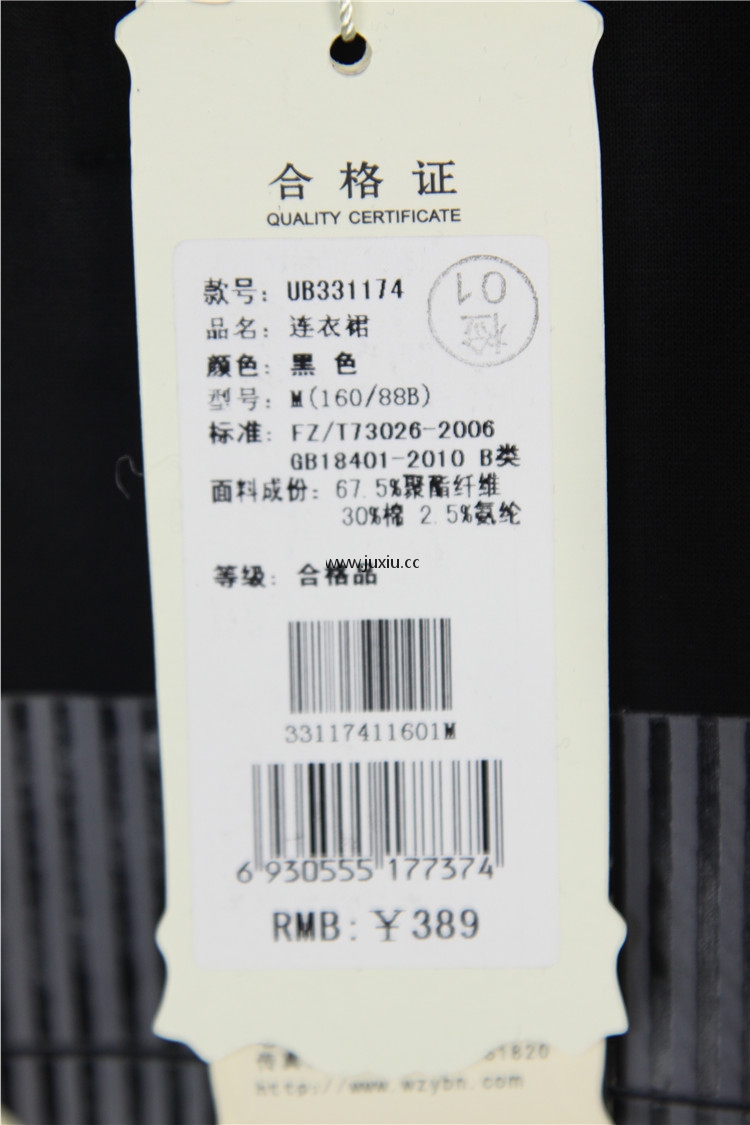 合格证
QUALITY CERTIFICATE
检
01
款号: UB331174
品名: 连衣裙
颜色: 黑 色
型号: M(160/88B)
标准: FZ/T73026-2006
GB18401-2010 B类
面料成份: 67.5%聚酯纤维
30%棉 2.5%氨纶
www.juxiu.cc
等级: 合格品
33117411601M
6 930555 177374
RMB: ￥389
1820
http://www.wzybn.com